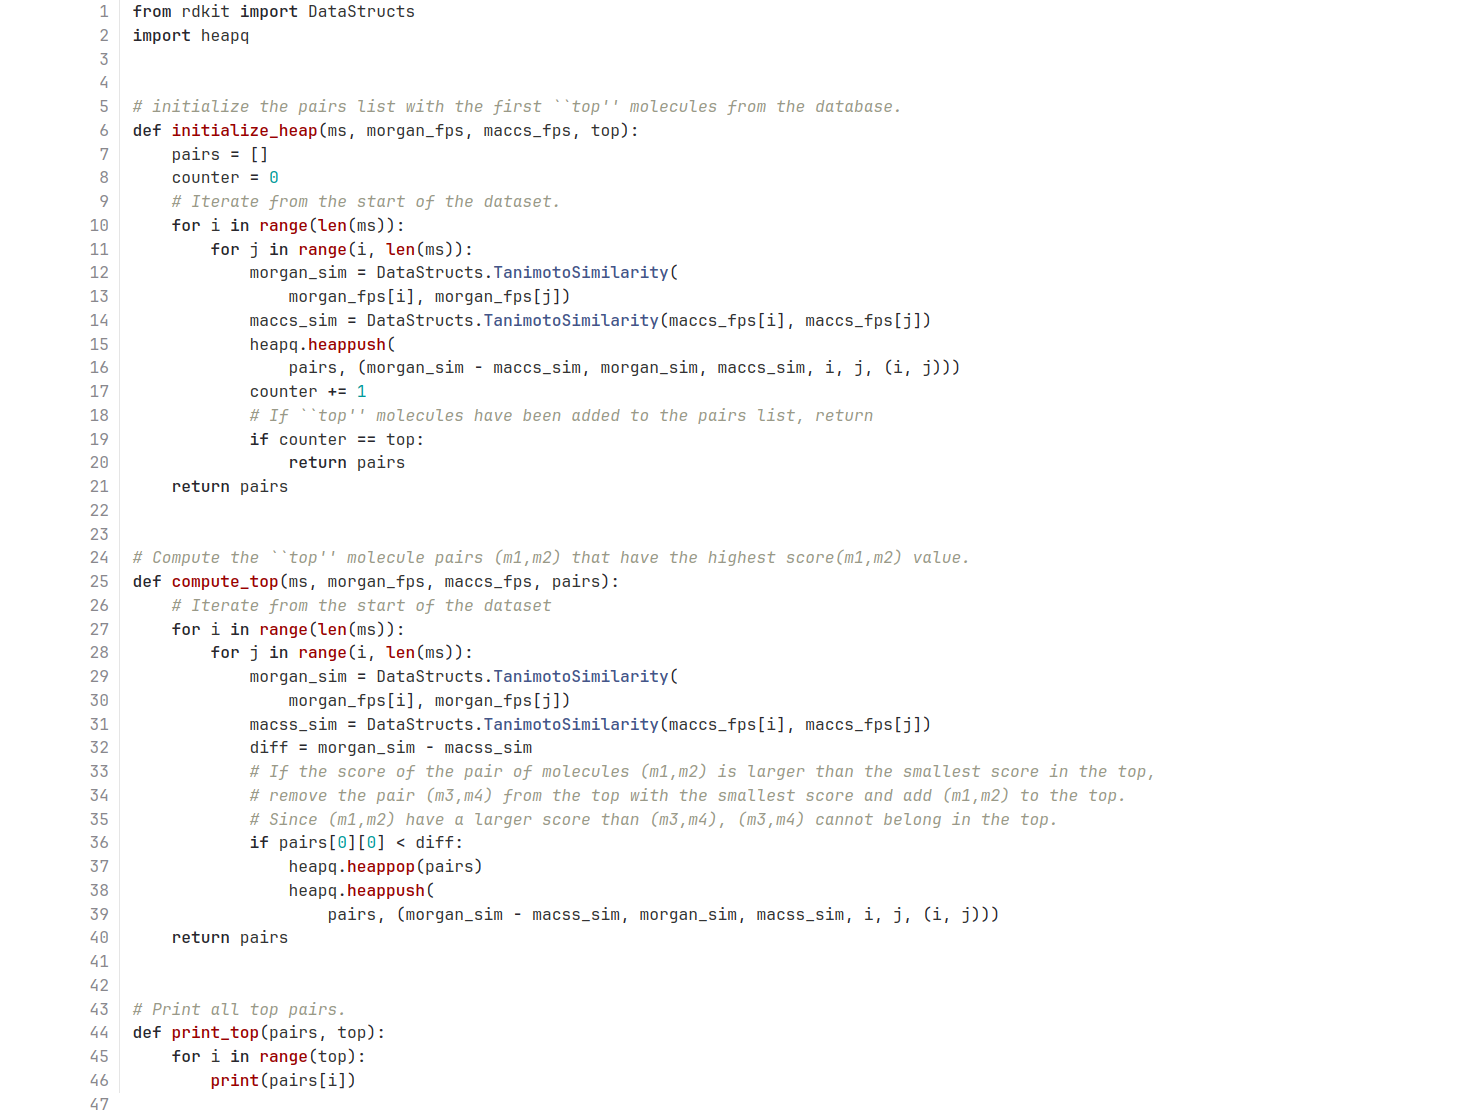 1 from rdkit import DataStructs
2 import heapq
3
4
5 # initialize the pairs list with the first ``top'' molecules from the database.
6 def initialize_heap(ms, morgan_fps, maccs_fps, top):
7     pairs = []
8     counter = 0
9     # Iterate from the start of the dataset.
10     for i in range(len(ms)):
11         for j in range(i, len(ms)):
12             morgan_sim = DataStructs.TanimotoSimilarity(
13                 morgan_fps[i], morgan_fps[j])
14             maccs_sim = DataStructs.TanimotoSimilarity(maccs_fps[i], maccs_fps[j])
15             heapq.heappush(
16                 pairs, (morgan_sim - maccs_sim, morgan_sim, maccs_sim, i, j, (i, j)))
17             counter += 1
18             # If ``top'' molecules have been added to the pairs list, return
19             if counter == top:
20                 return pairs
21     return pairs
22
23
24 # Compute the ``top'' molecule pairs (m1,m2) that have the highest score(m1,m2) value.
25 def compute_top(ms, morgan_fps, maccs_fps, pairs):
26     # Iterate from the start of the dataset
27     for i in range(len(ms)):
28         for j in range(i, len(ms)):
29             morgan_sim = DataStructs.TanimotoSimilarity(
30                 morgan_fps[i], morgan_fps[j])
31             macss_sim = DataStructs.TanimotoSimilarity(maccs_fps[i], maccs_fps[j])
32             diff = morgan_sim - macss_sim
33             # If the score of the pair of molecules (m1,m2) is larger than the smallest score in the top,
34             # remove the pair (m3,m4) from the top with the smallest score and add (m1,m2) to the top.
35             # Since (m1,m2) have a larger score than (m3,m4), (m3,m4) cannot belong in the top.
36             if pairs[0][0] < diff:
37                 heapq.heappop(pairs)
38                 heapq.heappush(
39                     pairs, (morgan_sim - macss_sim, morgan_sim, macss_sim, i, j, (i, j)))
40     return pairs
41
42
43 # Print all top pairs.
44 def print_top(pairs, top):
45     for i in range(top):
46         print(pairs[i])
47